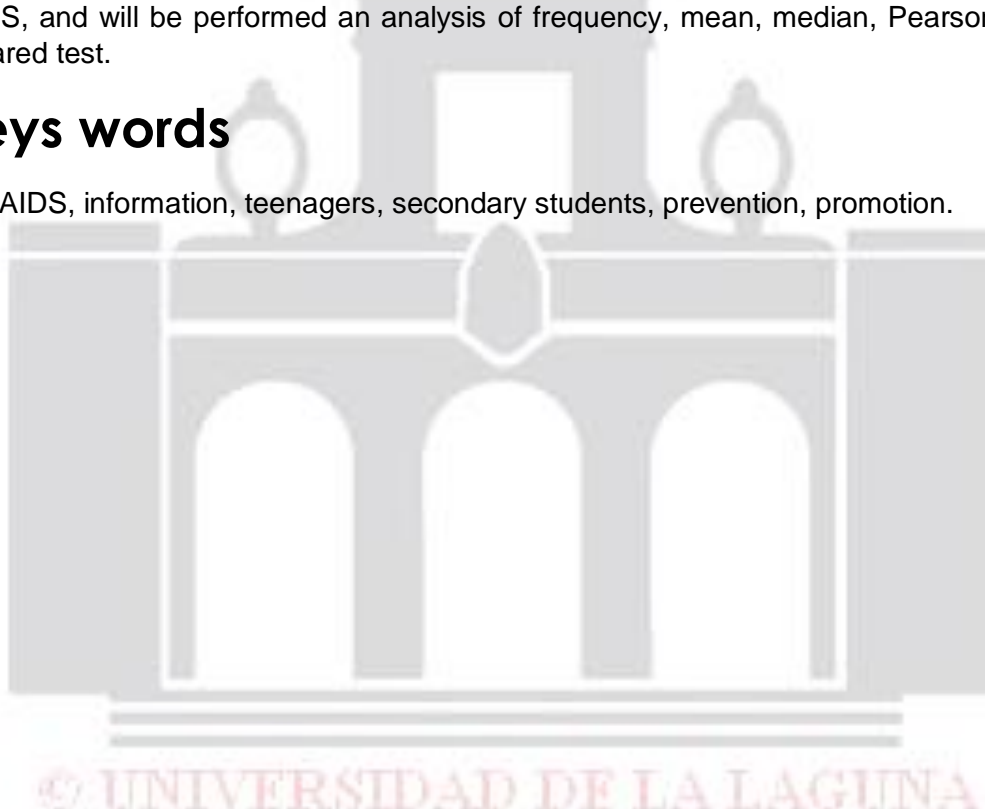 S, and will be performed an analysis of frequency, mean, median, Pearson
ared test.
eys words
AIDS, information, teenagers, secondary students, prevention, promotion.
© UNIVERSIDAD DE LA LAGUNA